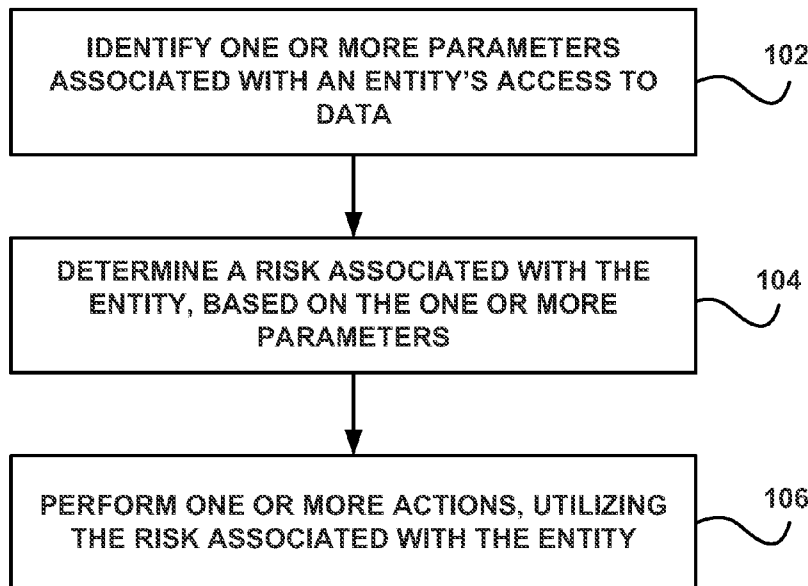 IDENTIFY ONE OR MORE PARAMETERS
ASSOCIATED WITH AN ENTITY'S ACCESS TO
DATA
102
DETERMINE A RISK ASSOCIATED WITH THE
ENTITY, BASED ON THE ONE OR MORE
PARAMETERS
104
PERFORM ONE OR MORE ACTIONS, UTILIZING
THE RISK ASSOCIATED WITH THE ENTITY
106